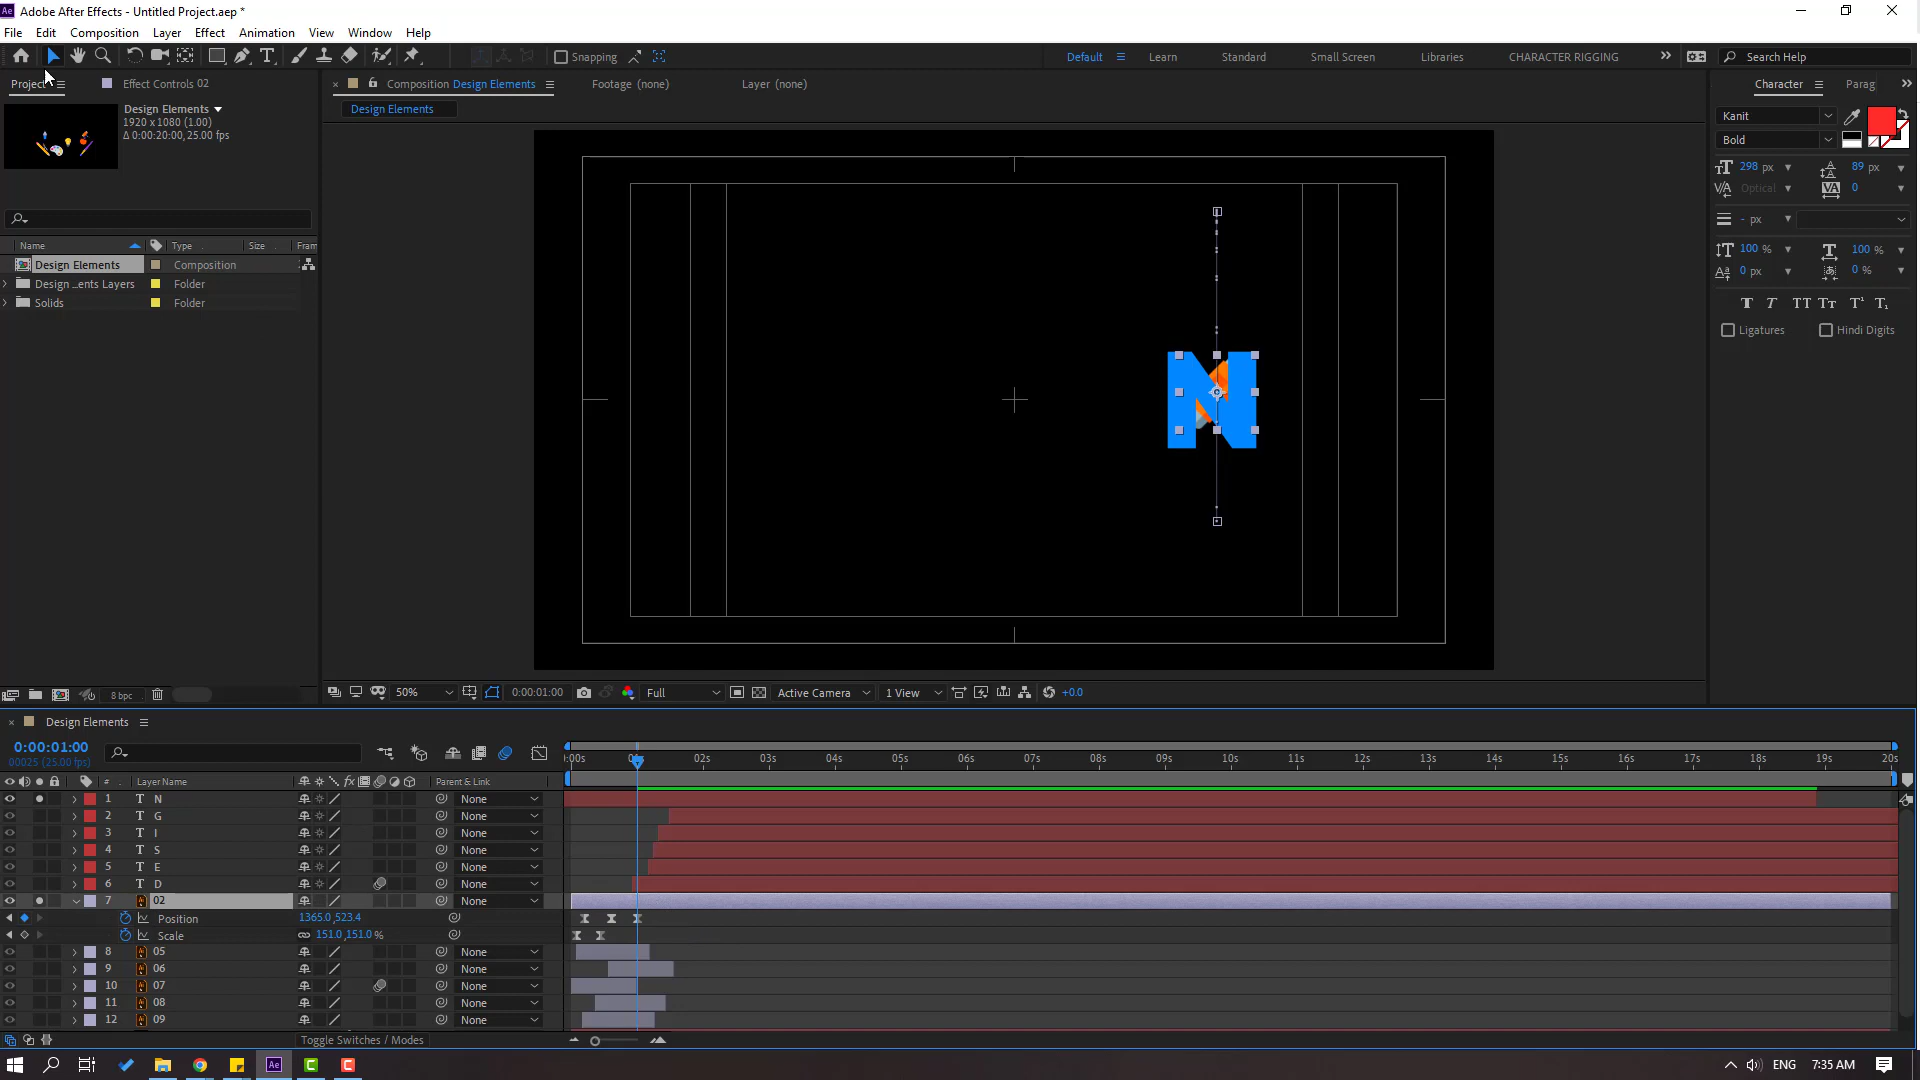 Adobe After Effects - Untitled Project.aep *
File Edit Composition Layer Effect Animation View Window Help
Snapping
Default Learn Standard Small Screen Libraries CHARACTER RIGGING Search Help
Project Effect Controls 02
Composition Design Elements Footage (none) Layer (none)
Character Parag
Design Elements
1920 x 1080 (1.00)
Δ 0:00:20:00, 25.00 fps
Design Elements
Kanit
Bold
298 px 89 px
Optical 0
- px
100 % 100 %
0 px 0 %
Ligatures Hindi Digits
Name Type Size Fram
Design Elements Composition
Design ...ents Layers Folder
Solids Folder
N
8 bpc
50% 0:00:01:00 Full Active Camera 1 View +0.0
Design Elements
0:00:01:00
00025 (25.00 fps)
:00s 02s 03s 04s 05s 06s 07s 08s 09s 10s 11s 12s 13s 14s 15s 16s 17s 18s 19s 20s
# Layer Name Parent & Link
1 T N None
2 T G None
3 T I None
4 T S None
5 T E None
6 T D None
7 02 None
Position 1365.0,523.4
Scale 151.0,151.0 %
8 05 None
9 06 None
10 07 None
11 08 None
12 09 None
Toggle Switches / Modes
ENG 7:35 AM